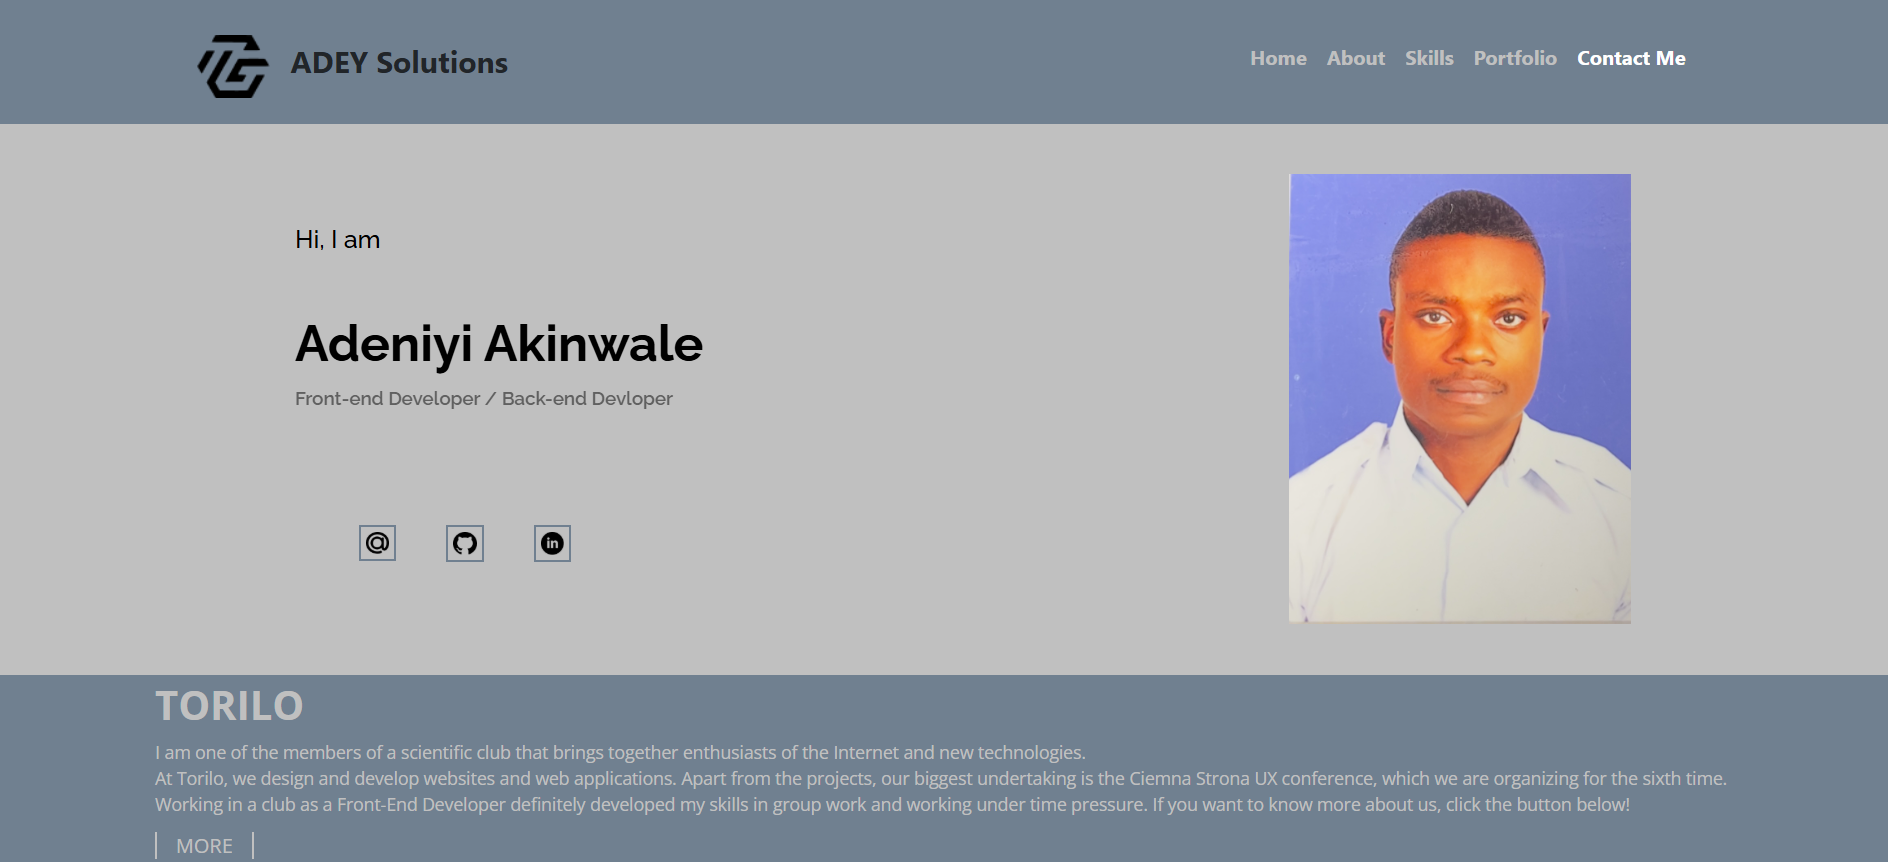 ADEY Solutions
Home About Skills Portfolio Contact Me
Hi, I am
Adeniyi Akinwale
Front-end Developer / Back-end Devloper
TORILO
I am one of the members of a scientific club that brings together enthusiasts of the Internet and new technologies.
At Torilo, we design and develop websites and web applications. Apart from the projects, our biggest undertaking is the Ciemna Strona UX conference, which we are organizing for the sixth time.
Working in a club as a Front-End Developer definitely developed my skills in group work and working under time pressure. If you want to know more about us, click the button below!
MORE